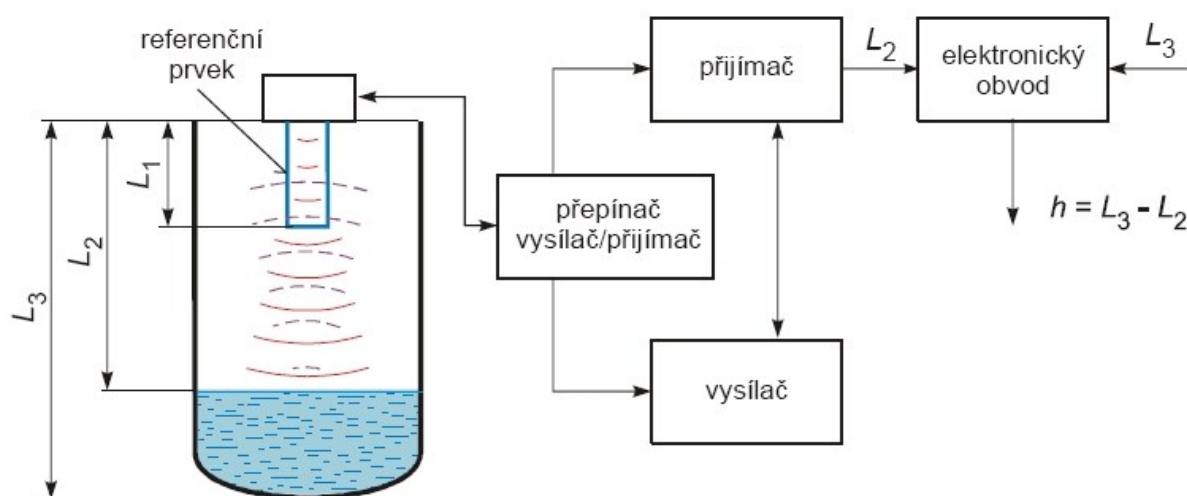 referenční
prvek
L1
L2
L3
přepínač
vysílač/přijímač
přijímač
L2
elektronický
obvod
L3
h = L3 - L2
vysílač